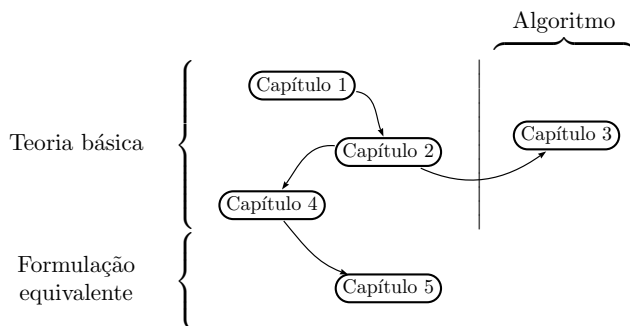 Algoritmo
Capítulo 1
Teoria básica
Capítulo 2
Capítulo 3
Capítulo 4
Formulação
equivalente
Capítulo 5